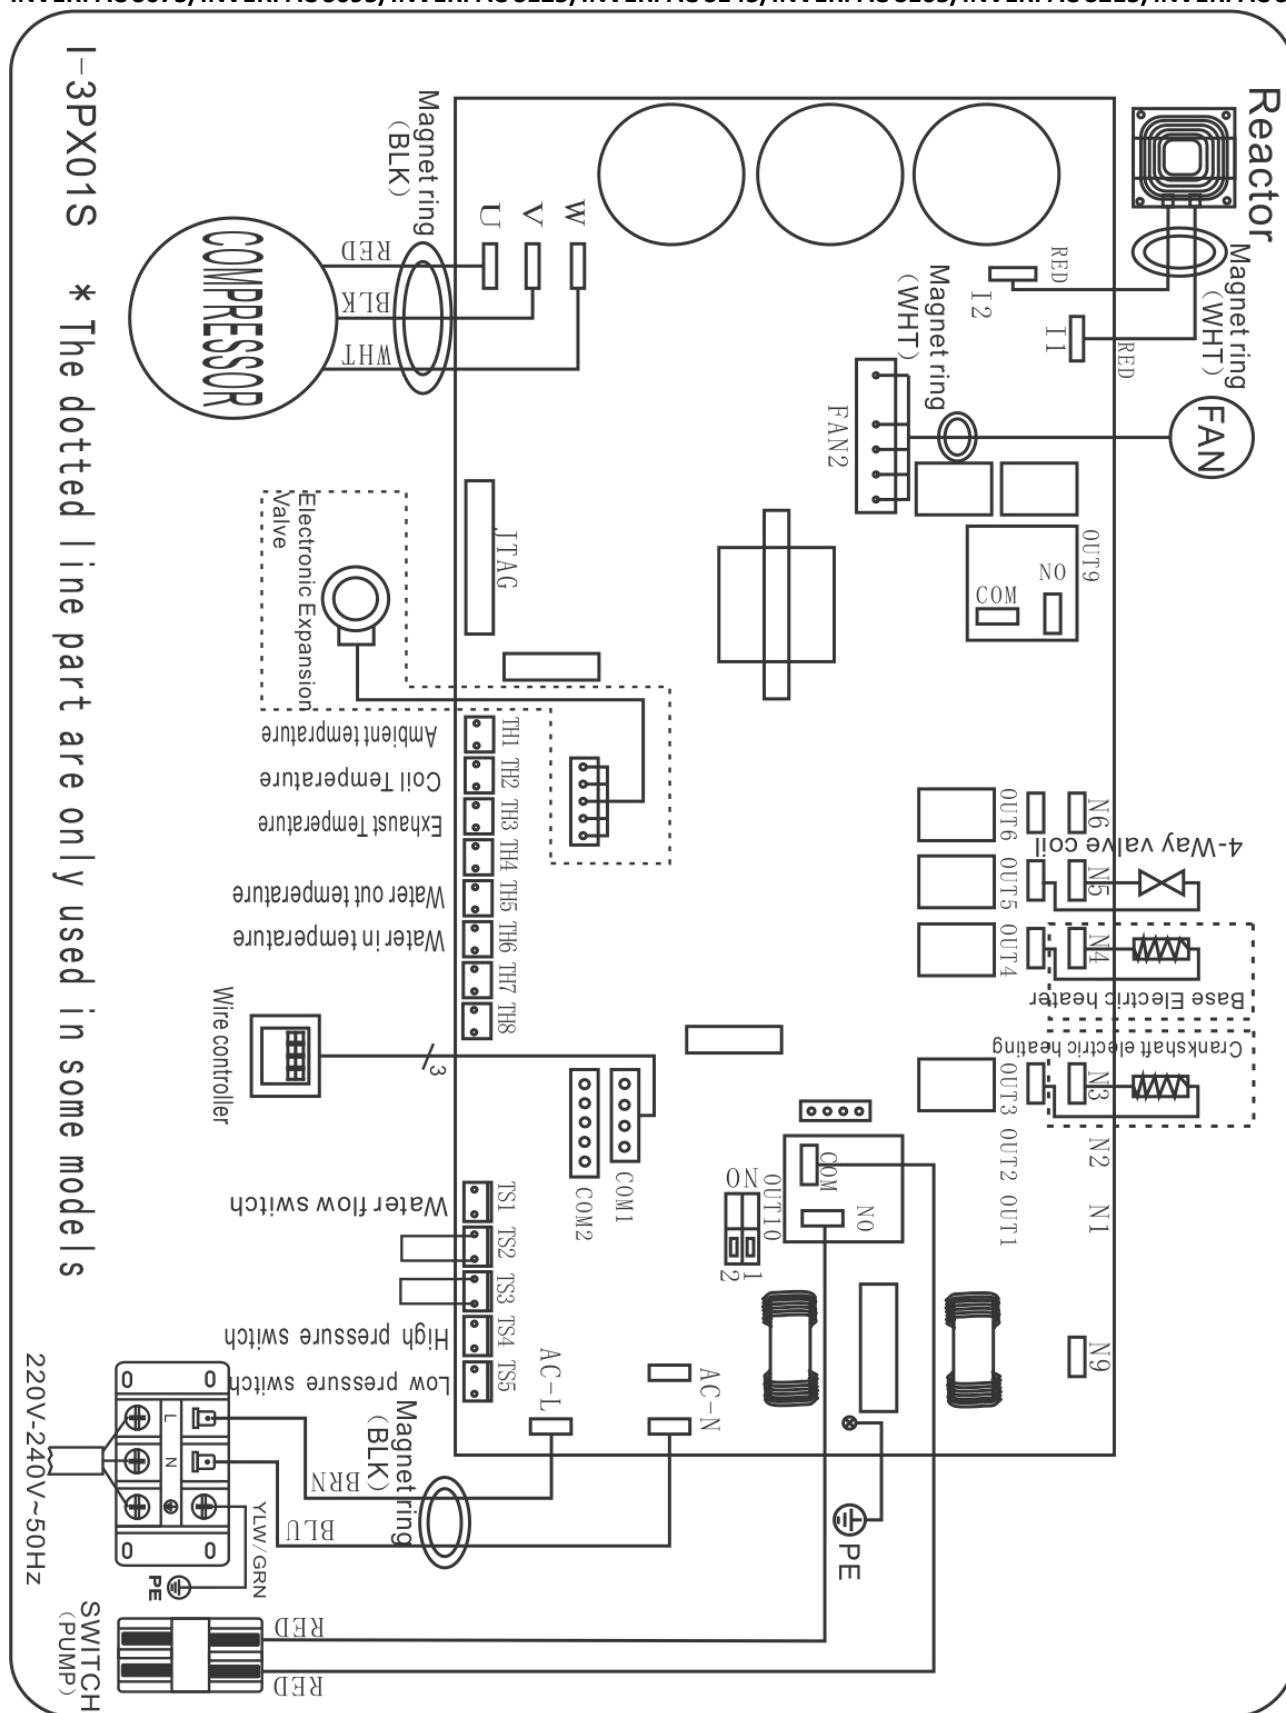 Reactor
Magnet ring
(WHT)
RED
RED
I2
I1
FAN
Magnet ring
(WHT)
FAN2
Magnet ring
(BLK)
U
V
W
RED
BLK
WHT
COMPRESSOR
I-3PX01S
* The dotted line part are only used in some models
JTAG
Electronic Expansion
Valve
OUT9
NO
COM
TH1
TH2
TH3
TH4
TH5
TH6
TH7
TH8
Ambient temprature
Coil Temperature
Exhaust Temperature
Water out temperature
Water in temperature
Wire controller
3
COM1
COM2
OUT6
OUT5
OUT4
OUT3
OUT2
OUT1
N6
N5
N4
N3
N2
N1
N9
4-Way valve coil
Base Electric heater
Crankshaft electric heating
COM
NO
OUT10
ON
1
2
TS1
TS2
TS3
TS4
TS5
Water flow switch
High pressure switch
Low pressure switch
AC-L
AC-N
Magnet ring
(BLK)
BRN
BLU
L
N
YLW/GRN
PE
PE
220V-240V~50Hz
SWITCH
(PUMP)
RED
RED